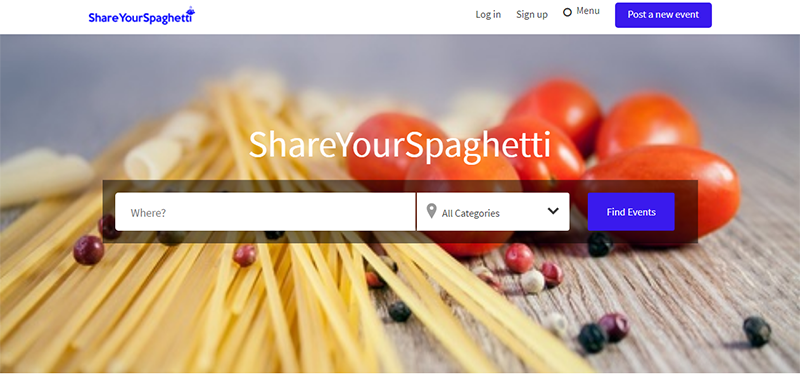 ShareYourSpaghetti
Log in
Sign up
Menu
Post a new event
ShareYourSpaghetti
Where?
All Categories
Find Events